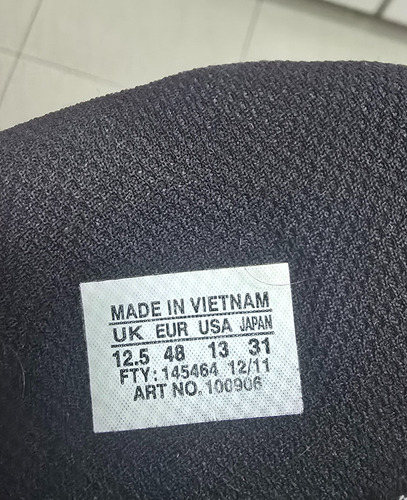 MADE IN VIETNAM
UK EUR USA JAPAN
12.5 48 13 31
FTY: 145464 12/11
ART NO. 100906